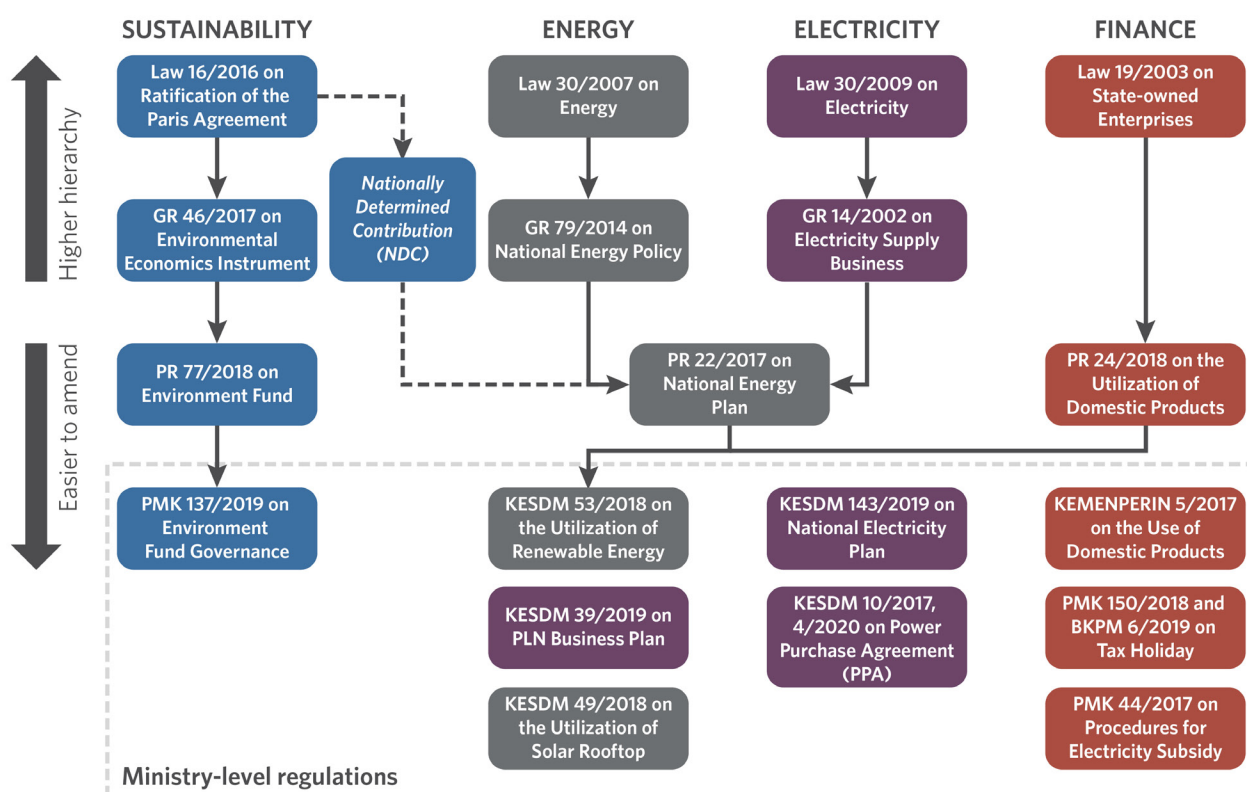 SUSTAINABILITY
ENERGY
ELECTRICITY
FINANCE
Higher hierarchy
Easier to amend
Law 16/2016 on
Ratification of the
Paris Agreement
Law 30/2007 on
Energy
Law 30/2009 on
Electricity
Law 19/2003 on
State-owned
Enterprises
GR 46/2017 on
Environmental
Economics Instrument
Nationally
Determined
Contribution
(NDC)
GR 79/2014 on
National Energy Policy
GR 14/2002 on
Electricity Supply
Business
PR 77/2018 on
Environment Fund
PR 22/2017 on
National Energy
Plan
PR 24/2018 on the
Utilization of
Domestic Products
PMK 137/2019 on
Environment
Fund Governance
KESDM 53/2018 on
the Utilization of
Renewable Energy
KESDM 143/2019 on
National Electricity
Plan
KEMENPERIN 5/2017
on the Use of
Domestic Products
KESDM 39/2019 on
PLN Business Plan
KESDM 10/2017,
4/2020 on Power
Purchase Agreement
(PPA)
PMK 150/2018 and
BKPM 6/2019 on
Tax Holiday
KESDM 49/2018 on
the Utilization of
Solar Rooftop
PMK 44/2017 on
Procedures for
Electricity Subsidy
Ministry-level regulations